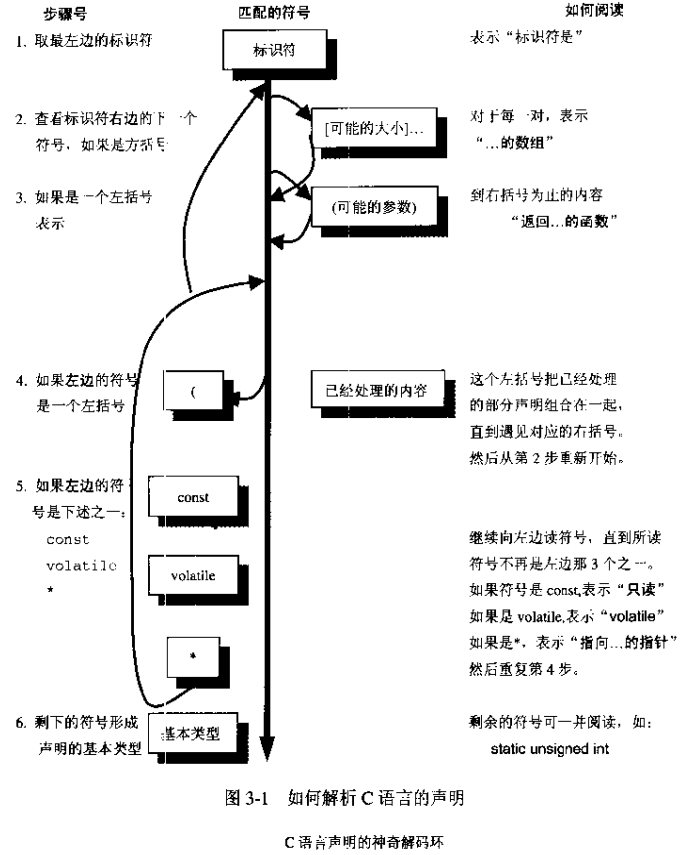 步骤号 匹配的符号 如何阅读
1. 取最左边的标识符 标识符 表示“标识符是”
2. 查看标识符右边的下一个 [可能的大小]... 对于每一对，表示
符号，如果是方括号 “...的数组”
3. 如果是一个左括号 (可能的参数) 到右括号为止的内容
表示 “返回...的函数”
4. 如果左边的符号 ( 已经处理的内容 这个左括号把已经处理
是一个左括号 的部分声明组合在一起，
直到遇见对应的右括号。
然后从第2步重新开始。
5. 如果左边的符 const
号是下述之一：
const 继续向左边读符号，直到所读
volatile volatile 符号不再是左边那3个之一。
* 如果符号是 const,表示“只读”
如果是 volatile,表示“volatile”
* 如果是*，表示“指向...的指针”
然后重复第4步。
6. 剩下的符号形成 基本类型 剩余的符号可一并阅读，如：
声明的基本类型 static unsigned int
图 3-1 如何解析 C 语言的声明
C 语言声明的神奇解码环